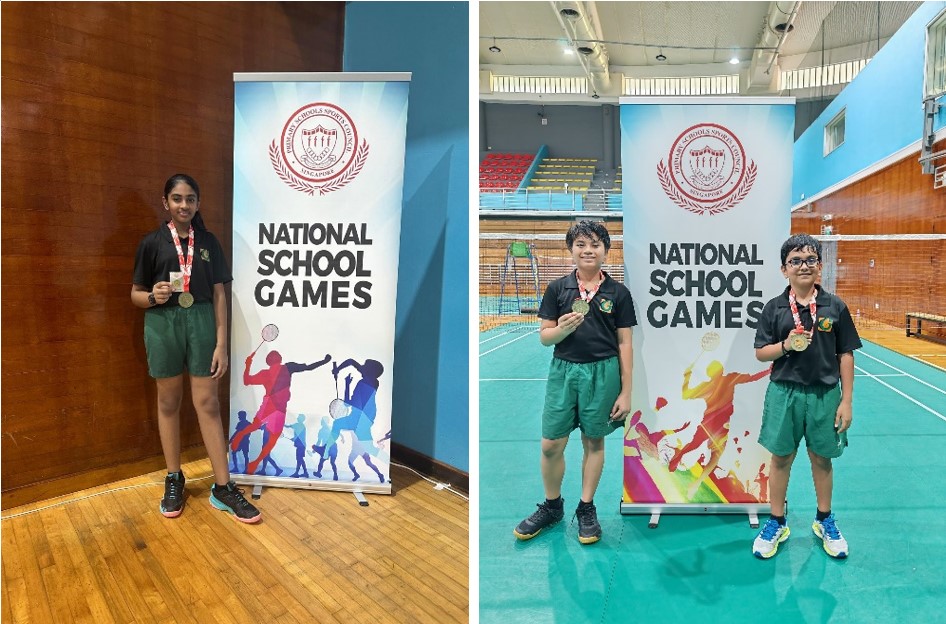 PRIMARY SCHOOLS SPORTS COUNCIL
SINGAPORE
NATIONAL
SCHOOL
GAMES
PRIMARY SCHOOLS SPORTS COUNCIL
SINGAPORE
NATIONAL
SCHOOL
GAMES